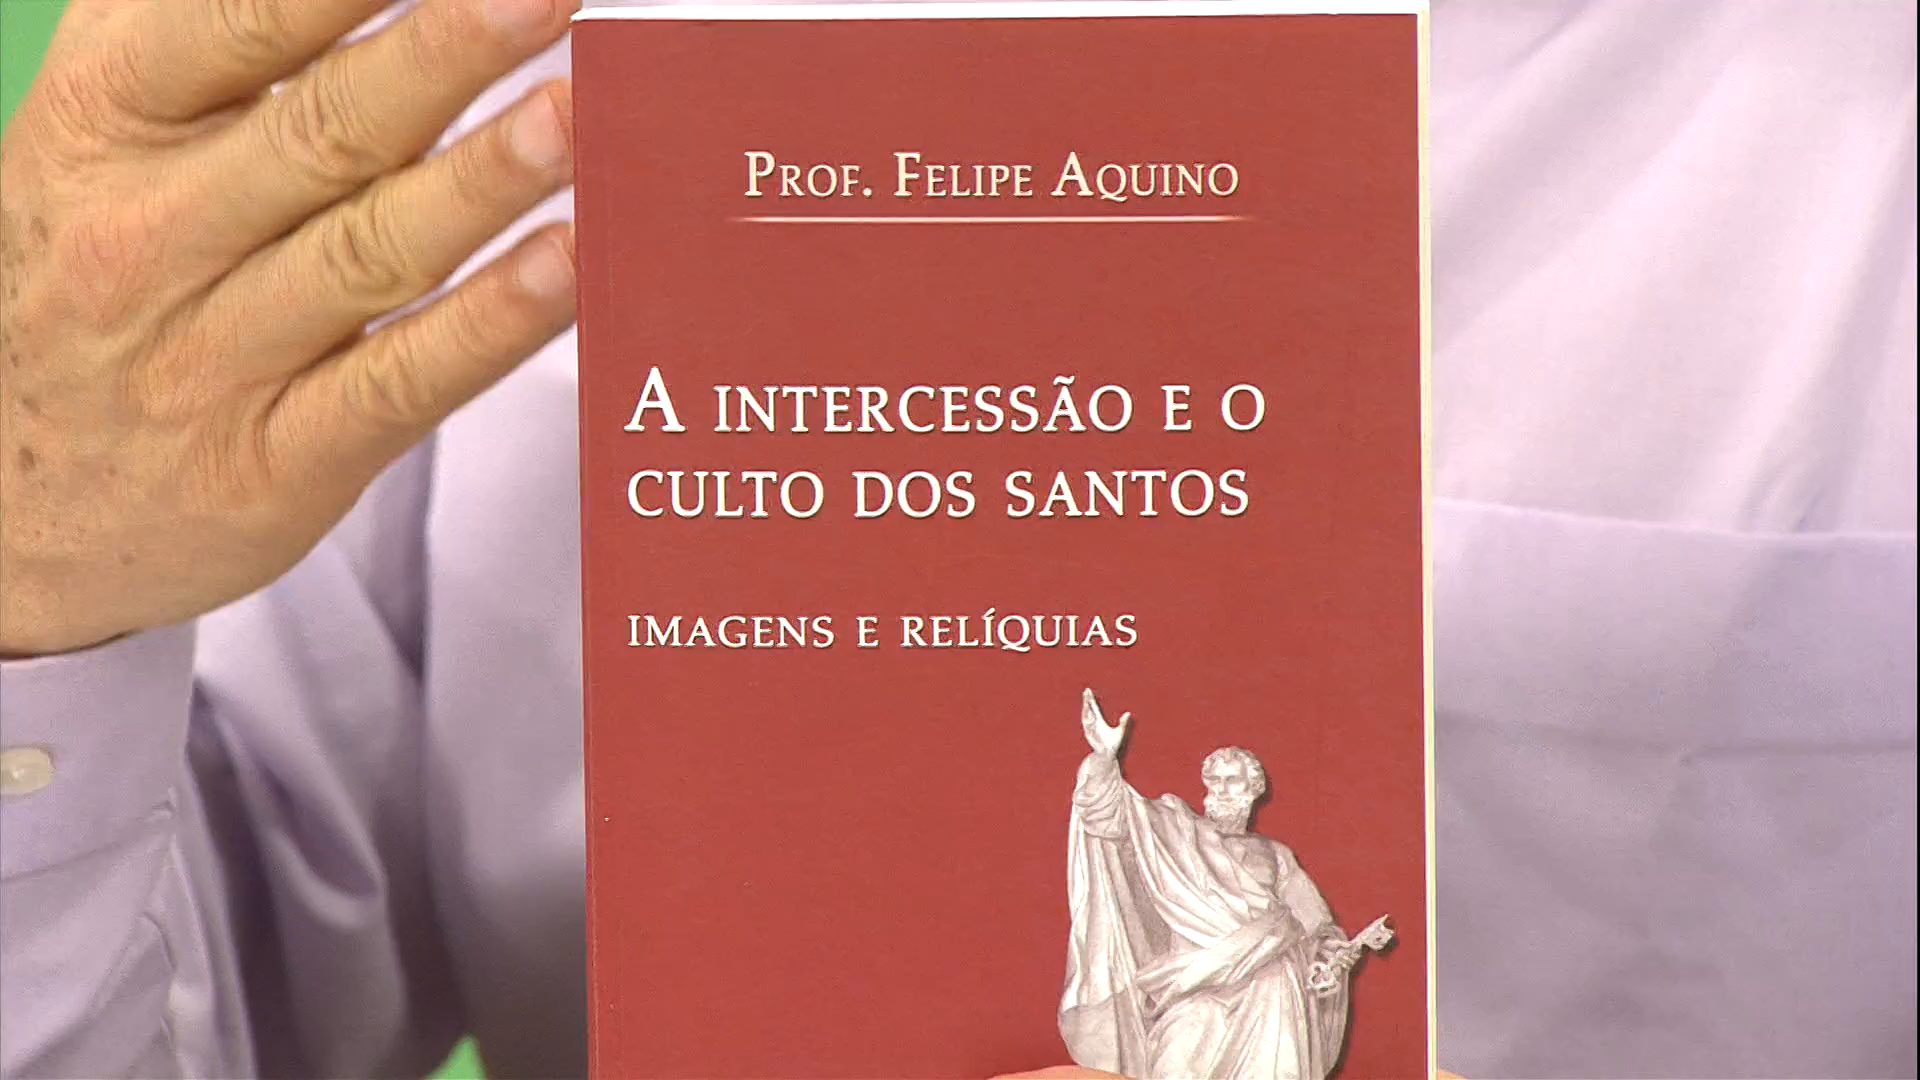 PROF. FELIPE AQUINO
A INTERCESSÃO E O
CULTO DOS SANTOS
IMAGENS E RELÍQUIAS